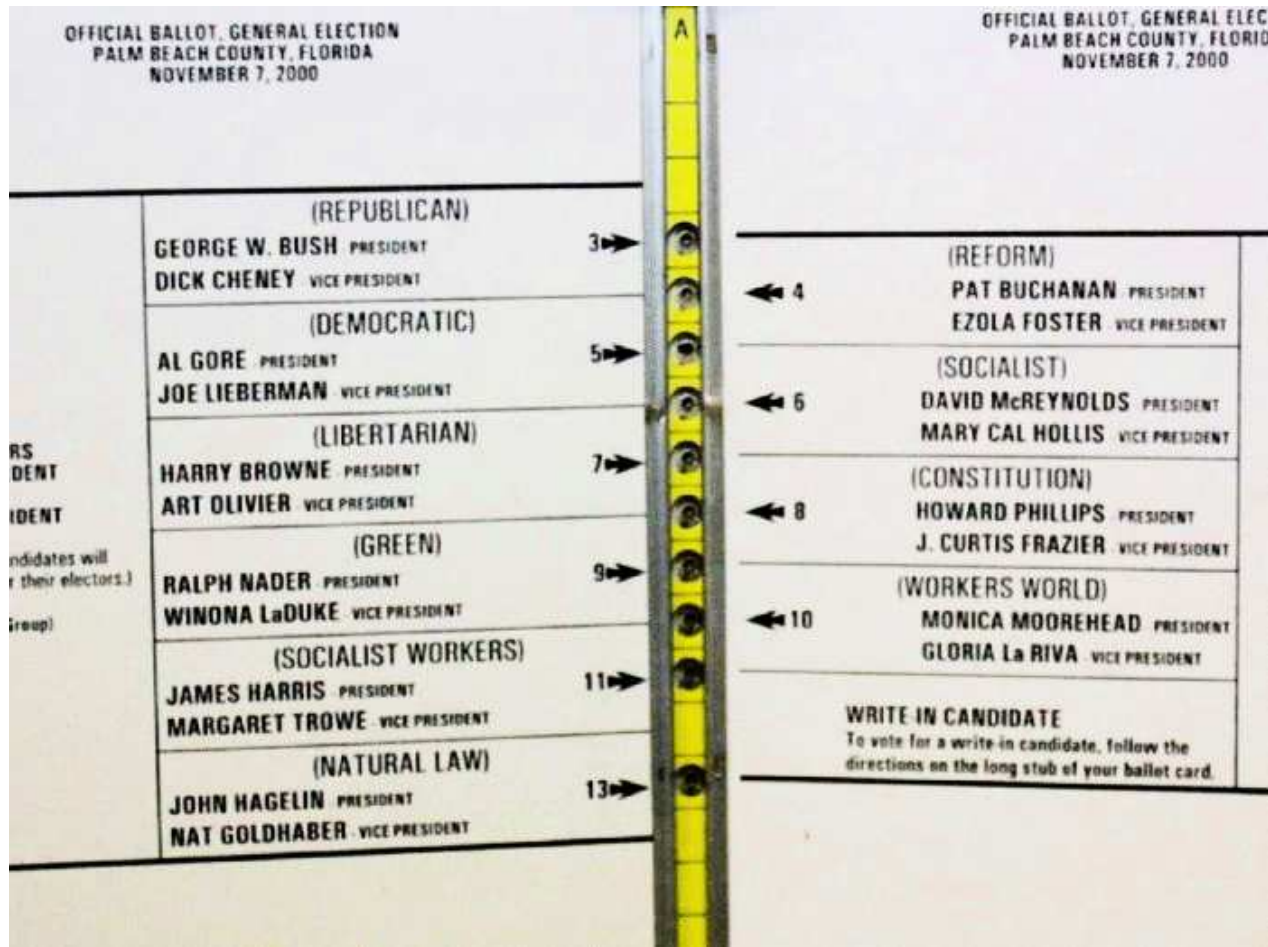 OFFICIAL BALLOT, GENERAL ELECTION
PALM BEACH COUNTY, FLORIDA
NOVEMBER 7, 2000
(REPUBLICAN)
GEORGE W. BUSH PRESIDENT
DICK CHENEY VICE PRESIDENT
3
(DEMOCRATIC)
AL GORE PRESIDENT
JOE LIEBERMAN VICE PRESIDENT
5
(LIBERTARIAN)
HARRY BROWNE PRESIDENT
ART OLIVIER VICE PRESIDENT
7
(GREEN)
RALPH NADER PRESIDENT
WINONA LaDUKE VICE PRESIDENT
9
(SOCIALIST WORKERS)
JAMES HARRIS PRESIDENT
MARGARET TROWE VICE PRESIDENT
11
(NATURAL LAW)
JOHN HAGELIN PRESIDENT
NAT GOLDHABER VICE PRESIDENT
13
RS
DENT
IDENT
ndidates will
r their electors.)
Group)
A
OFFICIAL BALLOT, GENERAL ELEC
PALM BEACH COUNTY, FLORID
NOVEMBER 7, 2000
(REFORM)
4 PAT BUCHANAN PRESIDENT
EZOLA FOSTER VICE PRESIDENT
(SOCIALIST)
6 DAVID McREYNOLDS PRESIDENT
MARY CAL HOLLIS VICE PRESIDENT
(CONSTITUTION)
8 HOWARD PHILLIPS PRESIDENT
J. CURTIS FRAZIER VICE PRESIDENT
(WORKERS WORLD)
10 MONICA MOOREHEAD PRESIDENT
GLORIA La RIVA VICE PRESIDENT
WRITE-IN CANDIDATE
To vote for a write-in candidate, follow the
directions on the long stub of your ballot card.